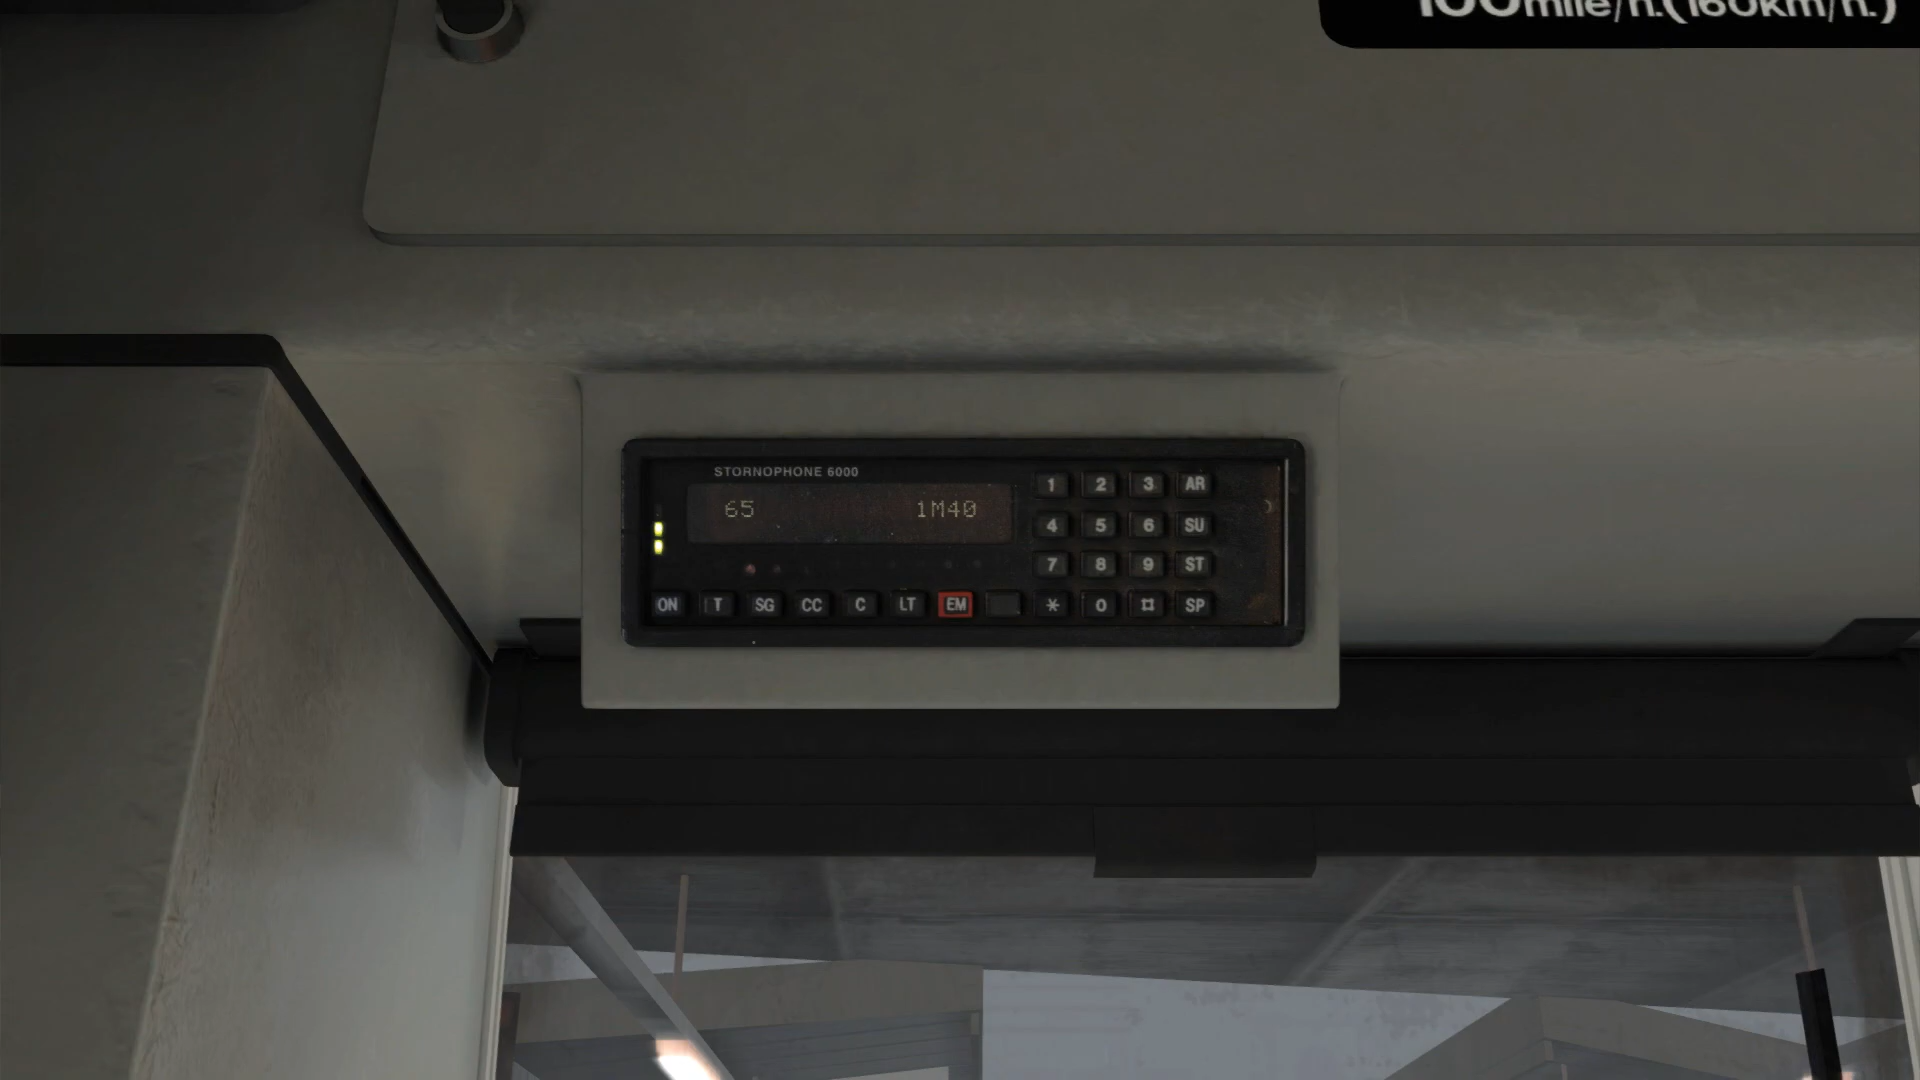 100mile/h.(160km/h.)
STORNOPHONE 6000
65 1M40
1 2 3 AR
4 5 6 SU
7 8 9 ST
ON T SG CC C LT EM * 0 ¤ SP